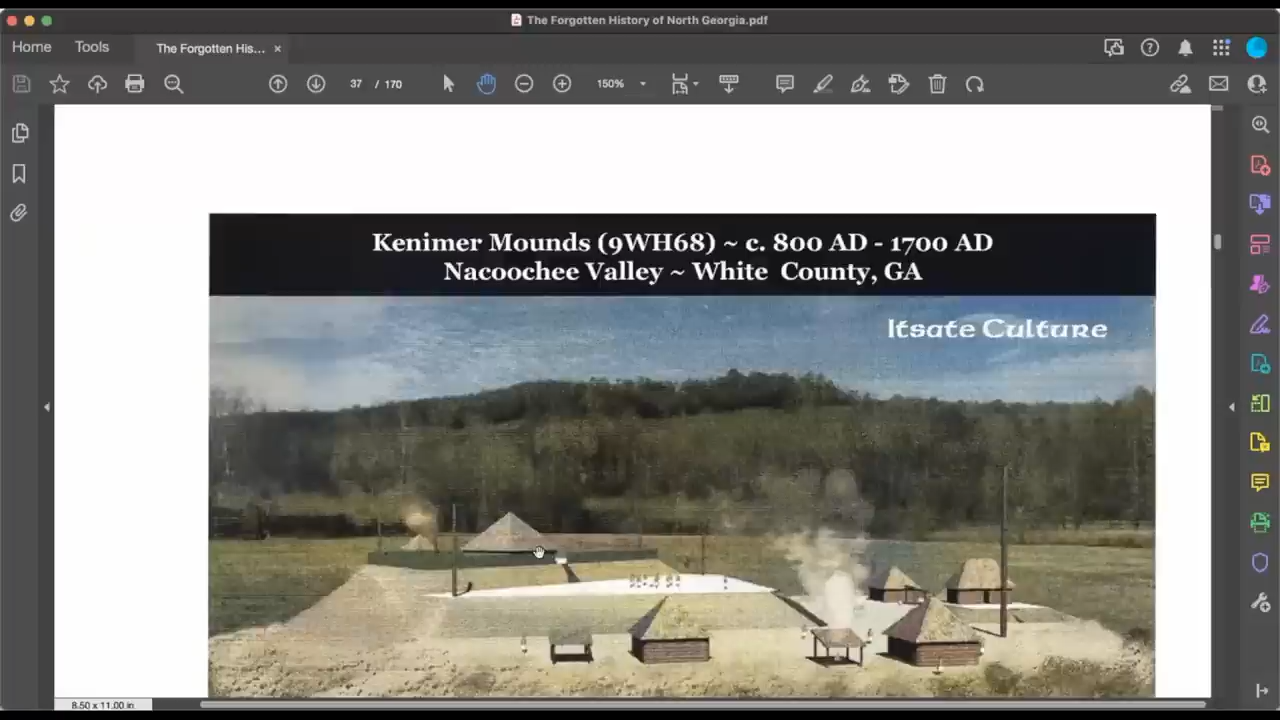 The Forgotten History of North Georgia.pdf
Home
Tools
The Forgotten His... ×
37 / 170
150%
Kenimer Mounds (9WH68) ~ c. 800 AD - 1700 AD
Nacoochee Valley ~ White County, GA
Itsate Culture
8.50 x 11.00 in